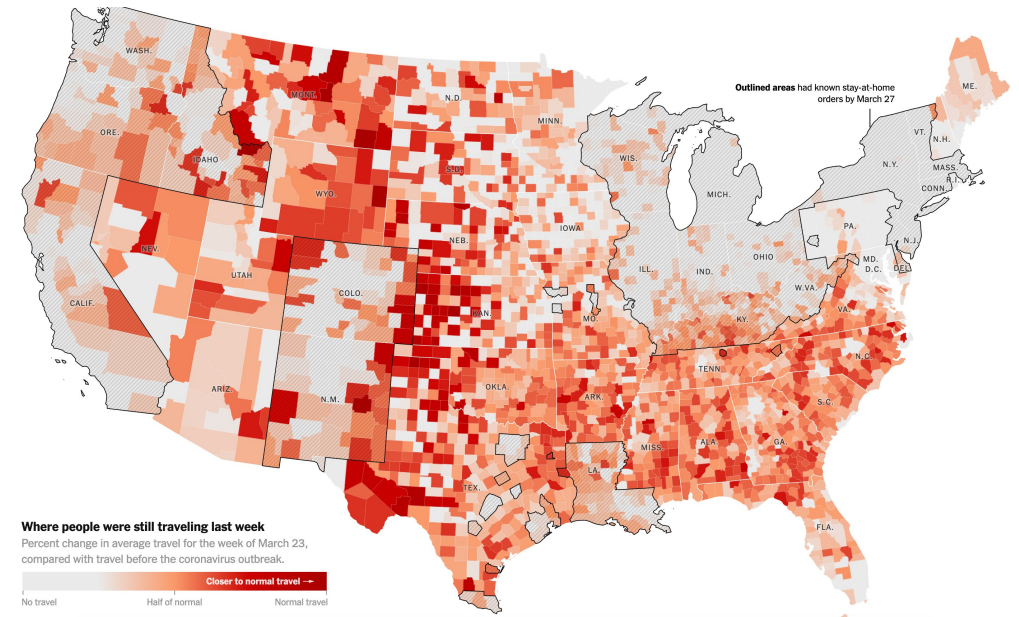 WASH.
MONT.
N.D.
MINN.
Outlined areas had known stay-at-home
orders by March 27
ME.
VT.
N.H.
ORE.
IDAHO
WYO.
S.D.
WIS.
MICH.
N.Y.
MASS.
R.I.
CONN.
NEV.
UTAH
COLO.
NEB.
IOWA
ILL.
IND.
OHIO
PA.
N.J.
MD.
D.C.
DEL.
W.VA.
CALIF.
KAN.
MO.
KY.
VA.
ARIZ.
N.M.
OKLA.
ARK.
TENN
N.C.
S.C.
MISS.
ALA.
GA.
TEX.
LA.
FLA.
Where people were still traveling last week
Percent change in average travel for the week of March 23,
compared with travel before the coronavirus outbreak.
Closer to normal travel →
No travel
Half of normal
Normal travel